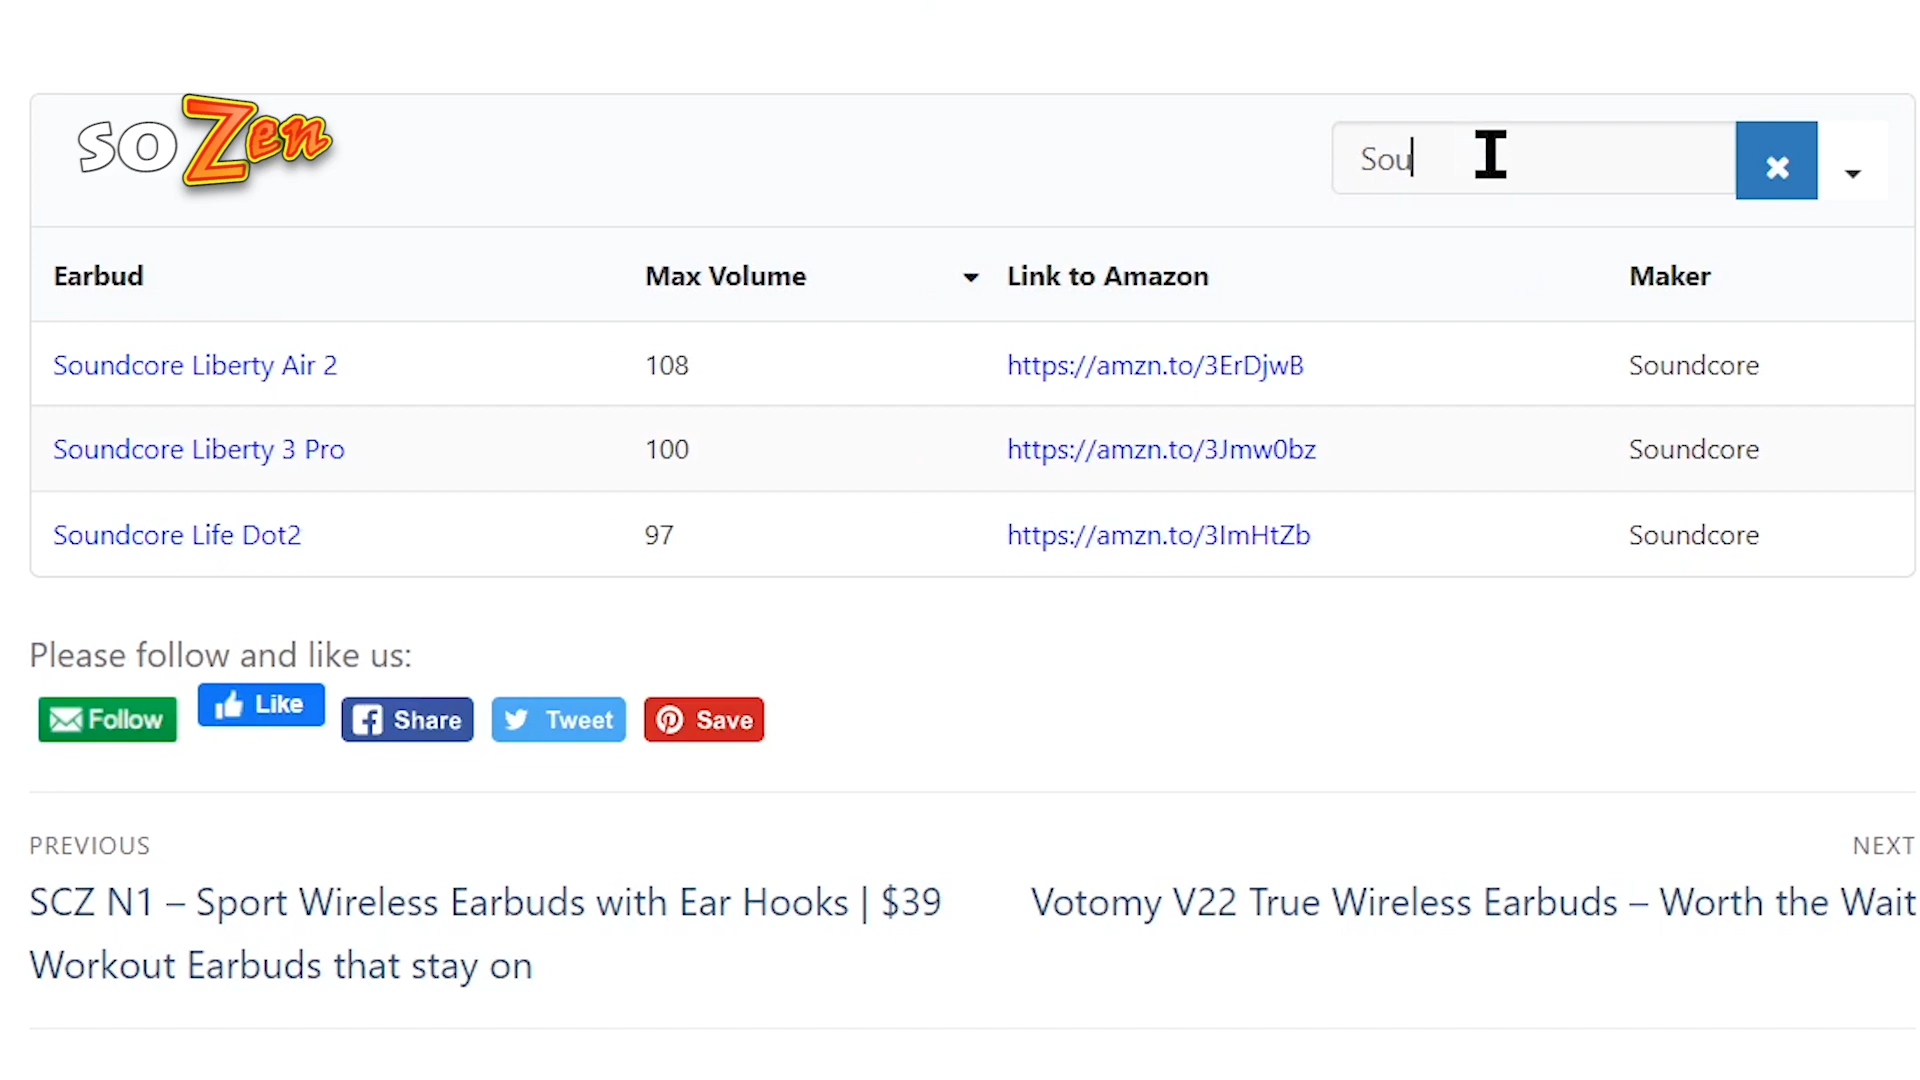 so Zen
Sou
Earbud Max Volume Link to Amazon Maker
Soundcore Liberty Air 2 108 https://amzn.to/3ErDjwB Soundcore
Soundcore Liberty 3 Pro 100 https://amzn.to/3Jmw0bz Soundcore
Soundcore Life Dot2 97 https://amzn.to/3ImHtZb Soundcore
Please follow and like us:
Follow Like Share Tweet Save
PREVIOUS NEXT
SCZ N1 – Sport Wireless Earbuds with Ear Hooks | $39 Votomy V22 True Wireless Earbuds – Worth the Wait
Workout Earbuds that stay on